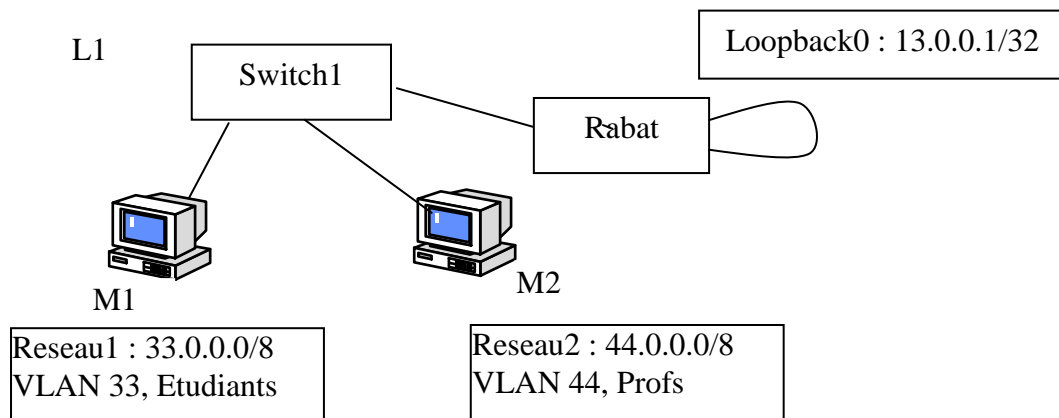 Loopback0 : 13.0.0.1/32
L1
Switch1
Rabat
M1
M2
Reseau1 : 33.0.0.0/8
VLAN 33, Etudiants
Reseau2 : 44.0.0.0/8
VLAN 44, Profs